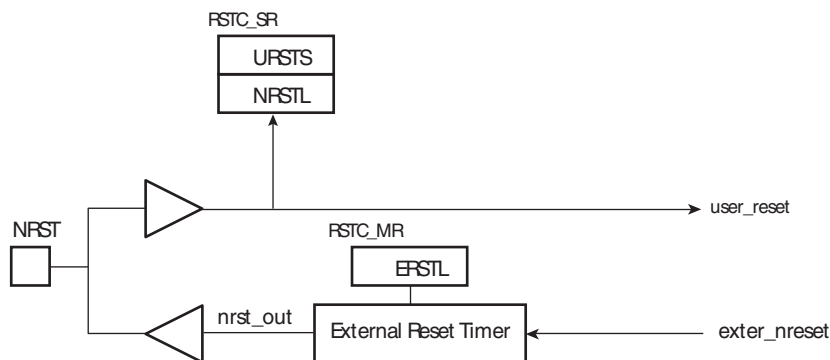 RSTC_SR
URSTS
NRSTL
user_reset
NRST
RSTC_MR
ERSTL
nrst_out
External Reset Timer
exter_nreset